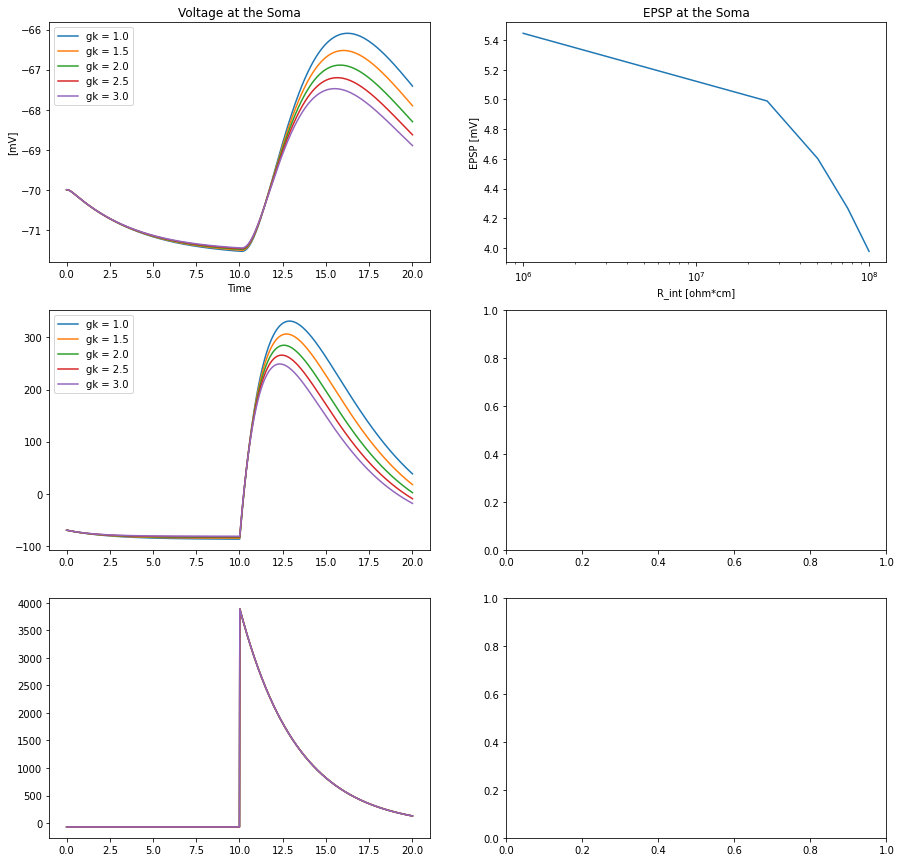 Voltage at the Soma
[mV]
−66
−67
−68
−69
−70
−71
gk = 1.0
gk = 1.5
gk = 2.0
gk = 2.5
gk = 3.0
0.0 2.5 5.0 7.5 10.0 12.5 15.0 17.5 20.0
Time
EPSP at the Soma
EPSP [mV]
5.4
5.2
5.0
4.8
4.6
4.4
4.2
4.0
10⁶ 10⁷ 10⁸
R_int [ohm*cm]
300
200
100
0
−100
gk = 1.0
gk = 1.5
gk = 2.0
gk = 2.5
gk = 3.0
0.0 2.5 5.0 7.5 10.0 12.5 15.0 17.5 20.0
1.0
0.8
0.6
0.4
0.2
0.0
0.0 0.2 0.4 0.6 0.8 1.0
4000
3500
3000
2500
2000
1500
1000
500
0
0.0 2.5 5.0 7.5 10.0 12.5 15.0 17.5 20.0
1.0
0.8
0.6
0.4
0.2
0.0
0.0 0.2 0.4 0.6 0.8 1.0